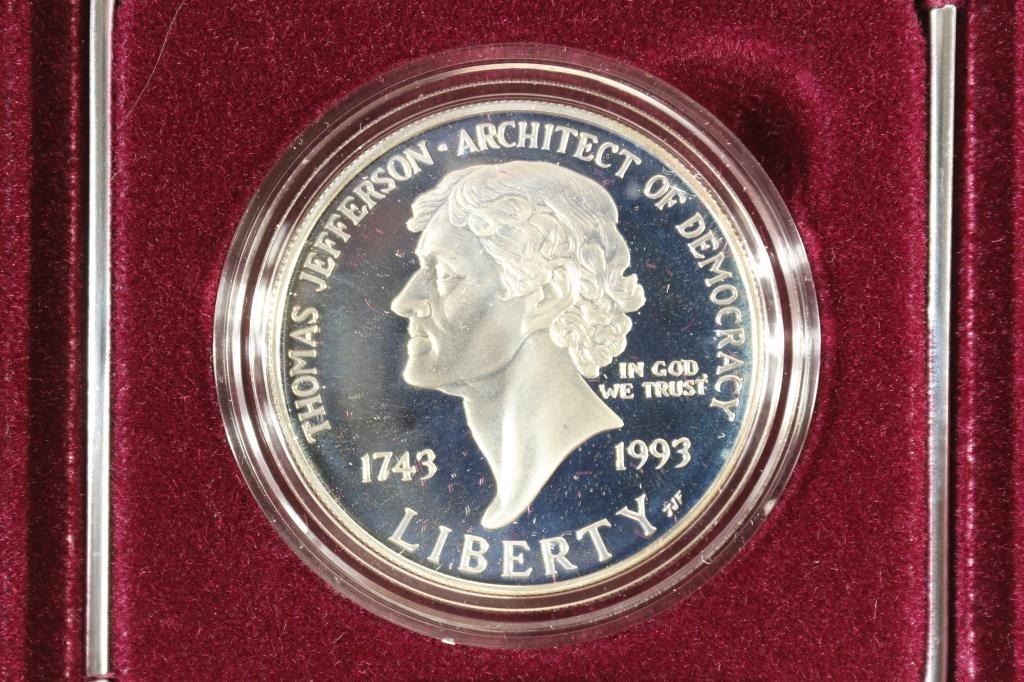 THOMAS JEFFERSON · ARCHITECT OF DEMOCRACY
IN GOD
WE TRUST
1743 1993
LIBERTY